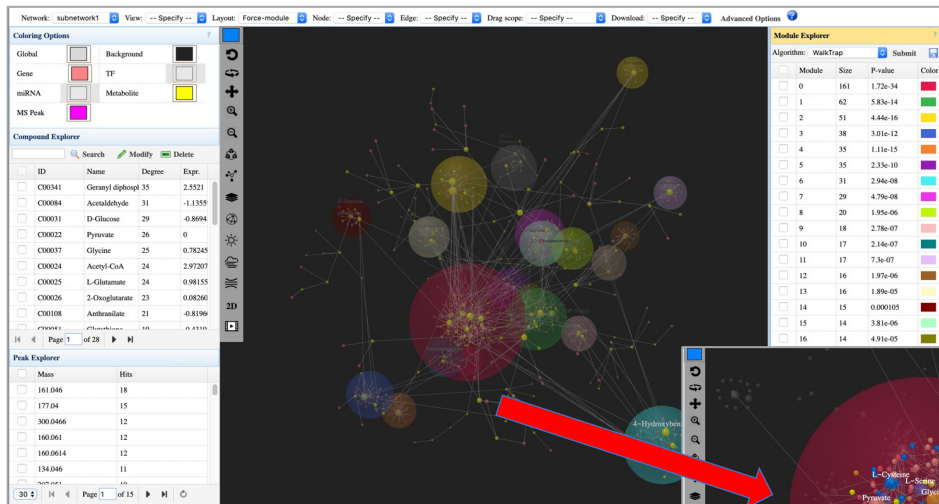 Network: subnetwork1 View: -- Specify -- Layout: Force-module Node: -- Specify -- Edge: -- Specify -- Drag scope: -- Specify -- Download: -- Specify -- Advanced Options ?
Coloring Options ?
Global Background
Gene TF
miRNA Metabolite
MS Peak
Compound Explorer
Search Modify Delete
ID Name Degree Expr.
C00341 Geranyl diphospl 35 2.5521
C00084 Acetaldehyde 31 -1.1355
C00031 D-Glucose 29 -0.8694
C00022 Pyruvate 26 0
C00037 Glycine 25 0.78245
C00024 Acetyl-CoA 24 2.97207
C00025 L-Glutamate 24 0.98155
C00026 2-Oxoglutarate 23 0.08260
C00108 Anthranilate 21 -0.8196
Page 1 of 28
Peak Explorer
Mass Hits
161.046 18
177.04 15
300.0466 12
160.061 12
160.0614 12
134.046 11
30 Page 1 of 15
2D
4-Hydroxyben
Module Explorer ?
Algorithm: WalkTrap Submit
Module Size P-value Color
0 161 1.72e-34
1 62 5.83e-14
2 51 4.44e-16
3 38 3.01e-12
4 35 1.11e-15
5 35 2.33e-10
6 31 2.94e-08
7 29 4.79e-08
8 20 1.95e-06
9 18 2.78e-07
10 17 2.14e-07
11 17 7.3e-07
12 16 1.97e-06
13 16 1.89e-05
14 15 0.000105
15 14 3.81e-06
16 14 4.91e-05
L-Cysteine
L-Serine
Glyci
Pyruvate